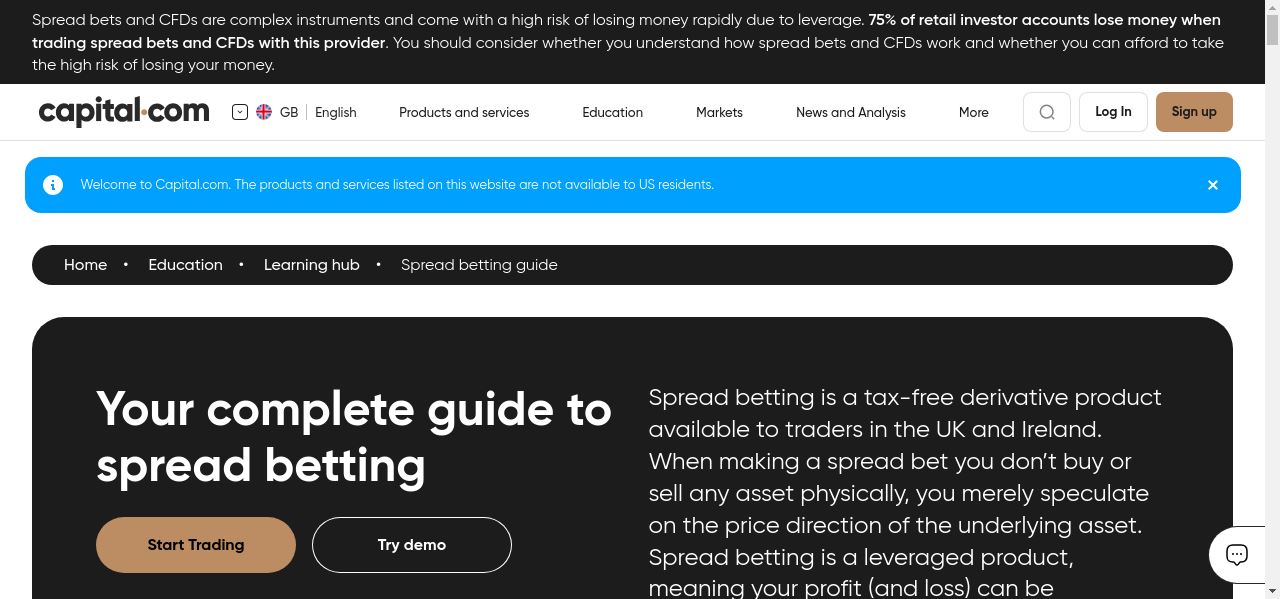 Spread bets and CFDs are complex instruments and come with a high risk of losing money rapidly due to leverage. 75% of retail investor accounts lose money when
trading spread bets and CFDs with this provider. You should consider whether you understand how spread bets and CFDs work and whether you can afford to take
the high risk of losing your money.
capital.com GB English Products and services Education Markets News and Analysis More Log In Sign up
Welcome to Capital.com. The products and services listed on this website are not available to US residents.
Home • Education • Learning hub • Spread betting guide
Your complete guide to
spread betting
Start Trading Try demo
Spread betting is a tax-free derivative product
available to traders in the UK and Ireland.
When making a spread bet you don’t buy or
sell any asset physically, you merely speculate
on the price direction of the underlying asset.
Spread betting is a leveraged product,
meaning your profit (and loss) can be